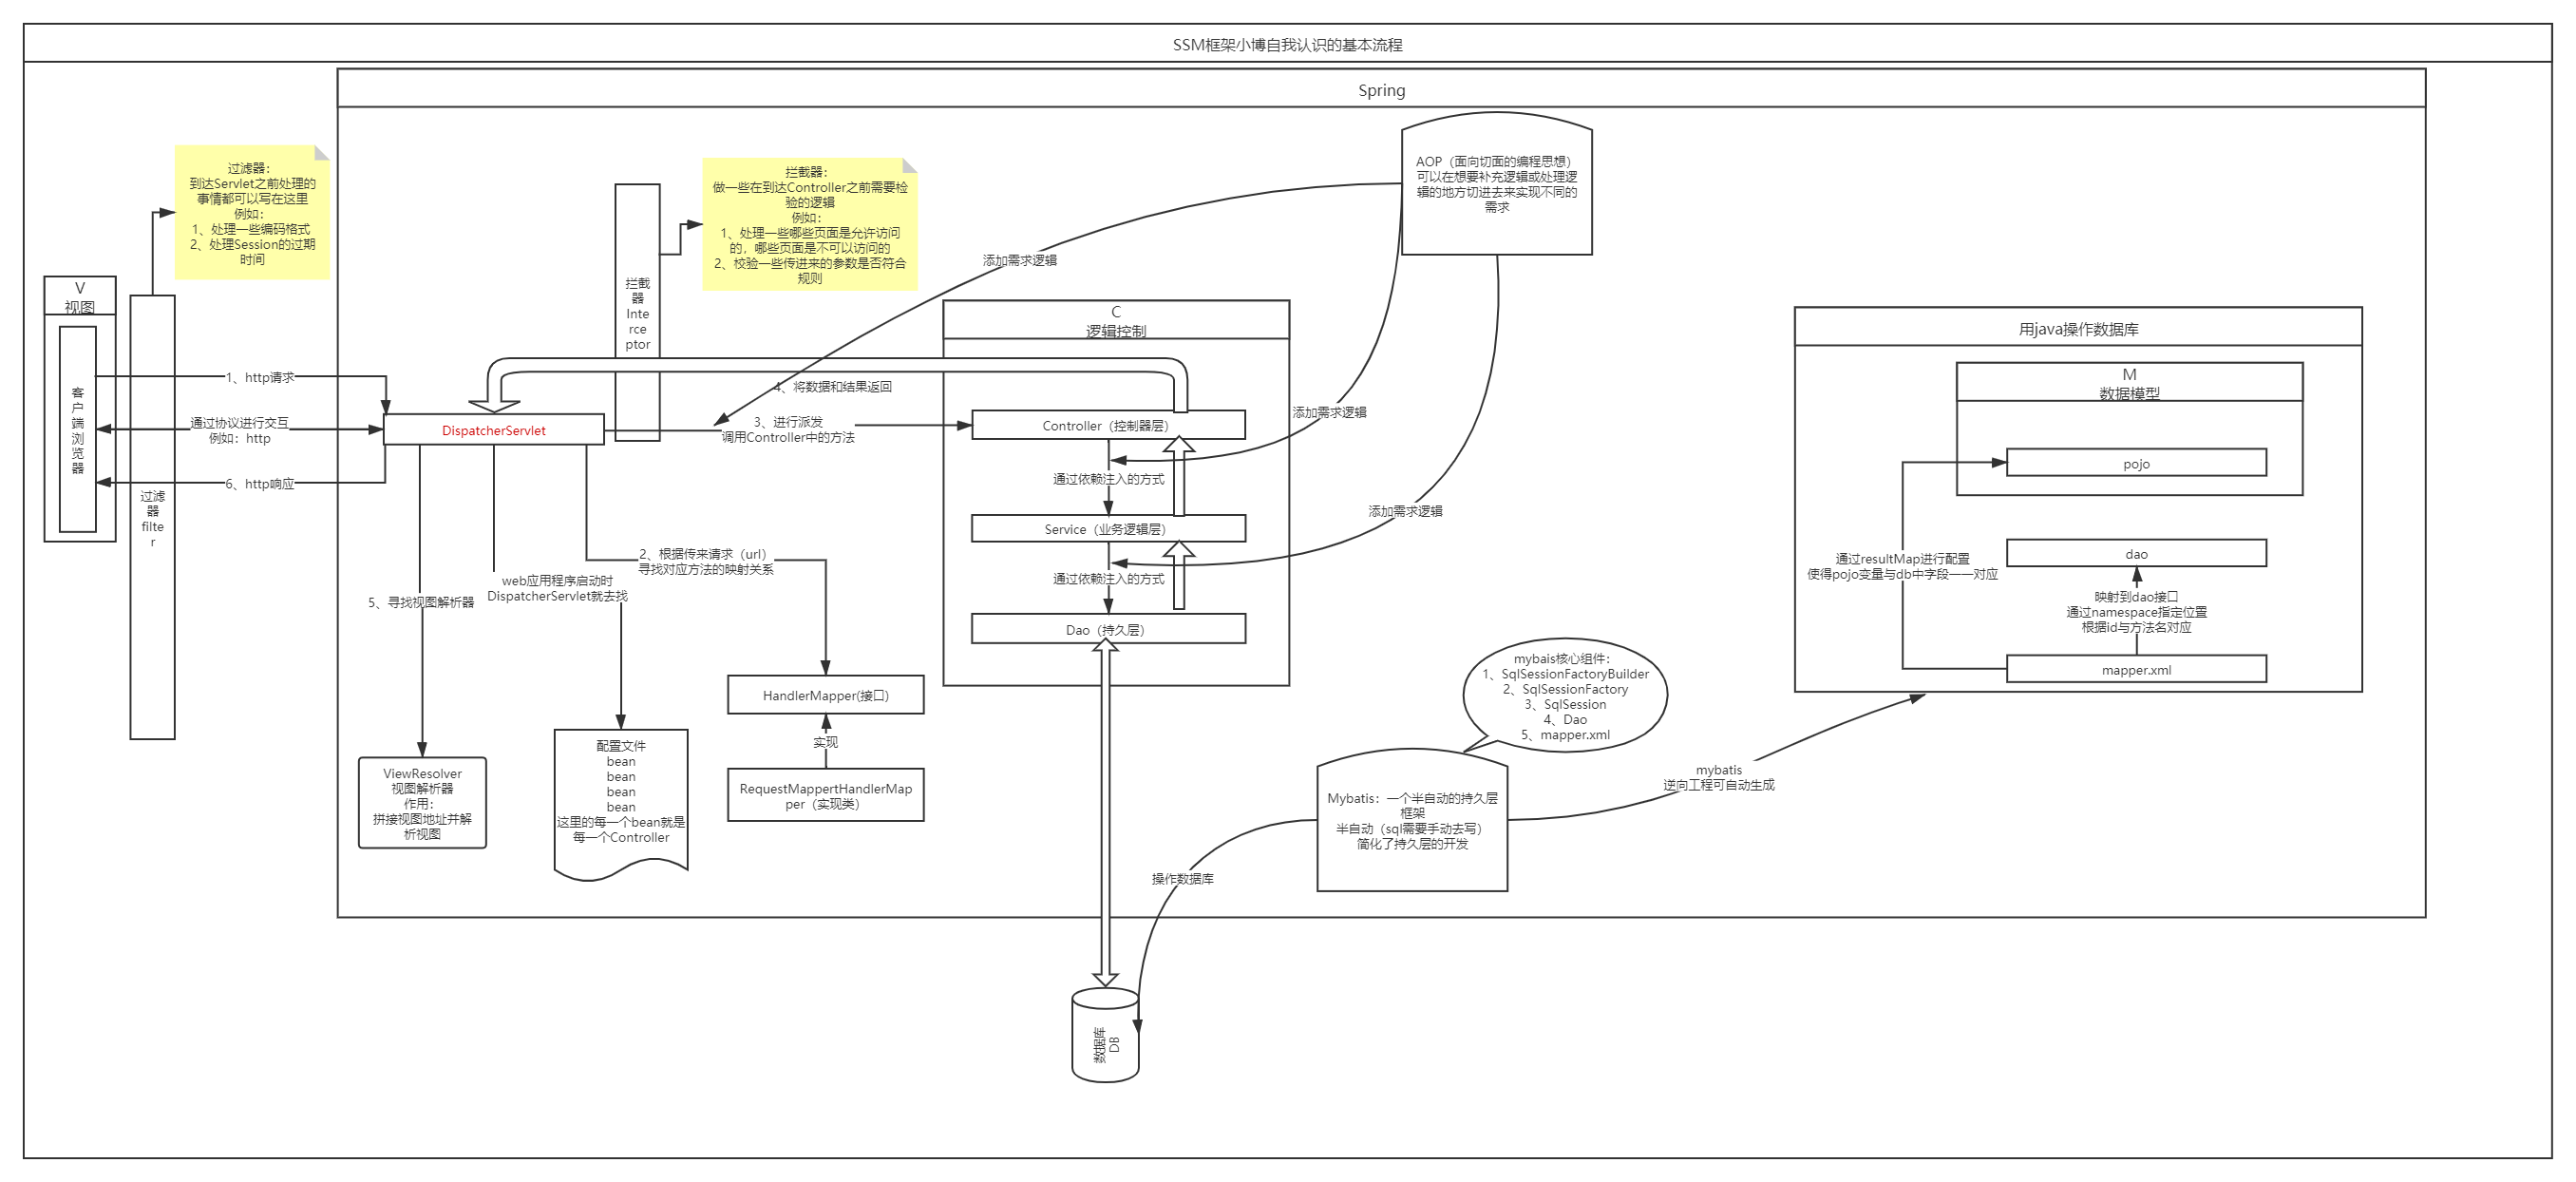 SSM框架小博自我认识的基本流程
Spring
过滤器：
到达Servlet之前处理的
事情都可以写在这里
例如：
1、处理一些编码格式
2、处理Session的过期
时间
拦截器：
做一些在到达Controller之前需要检
验的逻辑
例如：
1、处理一些哪些页面是允许访问
的，哪些页面是不可以访问的
2、校验一些传进来的参数是否符合
规则
AOP（面向切面的编程思想）
可以在想要补充逻辑或处理逻
辑的地方切进去来实现不同的
需求
V
视图
客
户
端
浏
览
器
过滤
器
filte
r
拦截
器
Inte
rce
ptor
1、http请求
通过协议进行交互
例如：http
6、http响应
DispatcherServlet
添加需求逻辑
添加需求逻辑
添加需求逻辑
4、将数据和结果返回
3、进行派发
调用Controller中的方法
C
逻辑控制
Controller（控制器层）
通过依赖注入的方式
Service（业务逻辑层）
通过依赖注入的方式
Dao（持久层）
2、根据传来请求（url）
寻找对应方法的映射关系
web应用程序启动时
DispatcherServlet就去找
5、寻找视图解析器
HandlerMapper(接口)
实现
RequestMappertHandlerMap
per（实现类）
ViewResolver
视图解析器
作用：
拼接视图地址并解
析视图
配置文件
bean
bean
bean
bean
这里的每一个bean就是
每一个Controller
用java操作数据库
M
数据模型
pojo
dao
通过resultMap进行配置
使得pojo变量与db中字段一一对应
映射到dao接口
通过namespace指定位置
根据id与方法名对应
mapper.xml
mybais核心组件：
1、SqlSessionFactoryBuilder
2、SqlSessionFactory
3、SqlSession
4、Dao
5、mapper.xml
Mybatis：一个半自动的持久层
框架
半自动（sql需要手动去写）
简化了持久层的开发
mybatis
逆向工程可自动生成
操作数据库
数据库
DB